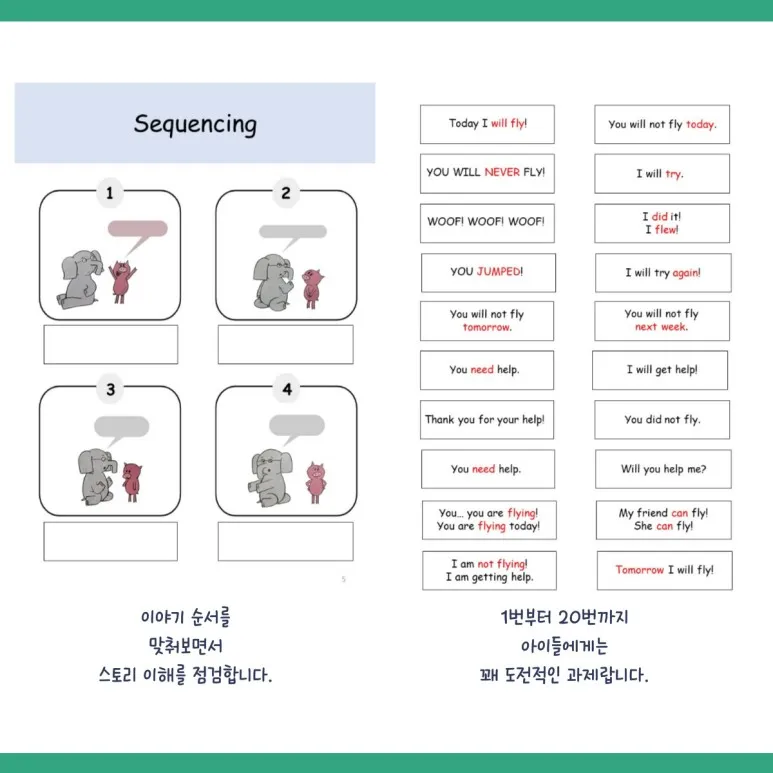 Sequencing
1
2
3
4
5
이야기 순서를
맞춰보면서
스토리 이해를 점검합니다.
Today I will fly!
You will not fly today.
YOU WILL NEVER FLY!
I will try.
WOOF! WOOF! WOOF!
I did it!
I flew!
YOU JUMPED!
I will try again!
You will not fly
tomorrow.
You will not fly
next week.
You need help.
I will get help!
Thank you for your help!
You did not fly.
You need help.
Will you help me?
You... you are flying!
You are flying today!
My friend can fly!
She can fly!
I am not flying!
I am getting help.
Tomorrow I will fly!
1번부터 20번까지
아이들에게는
꽤 도전적인 과제랍니다.